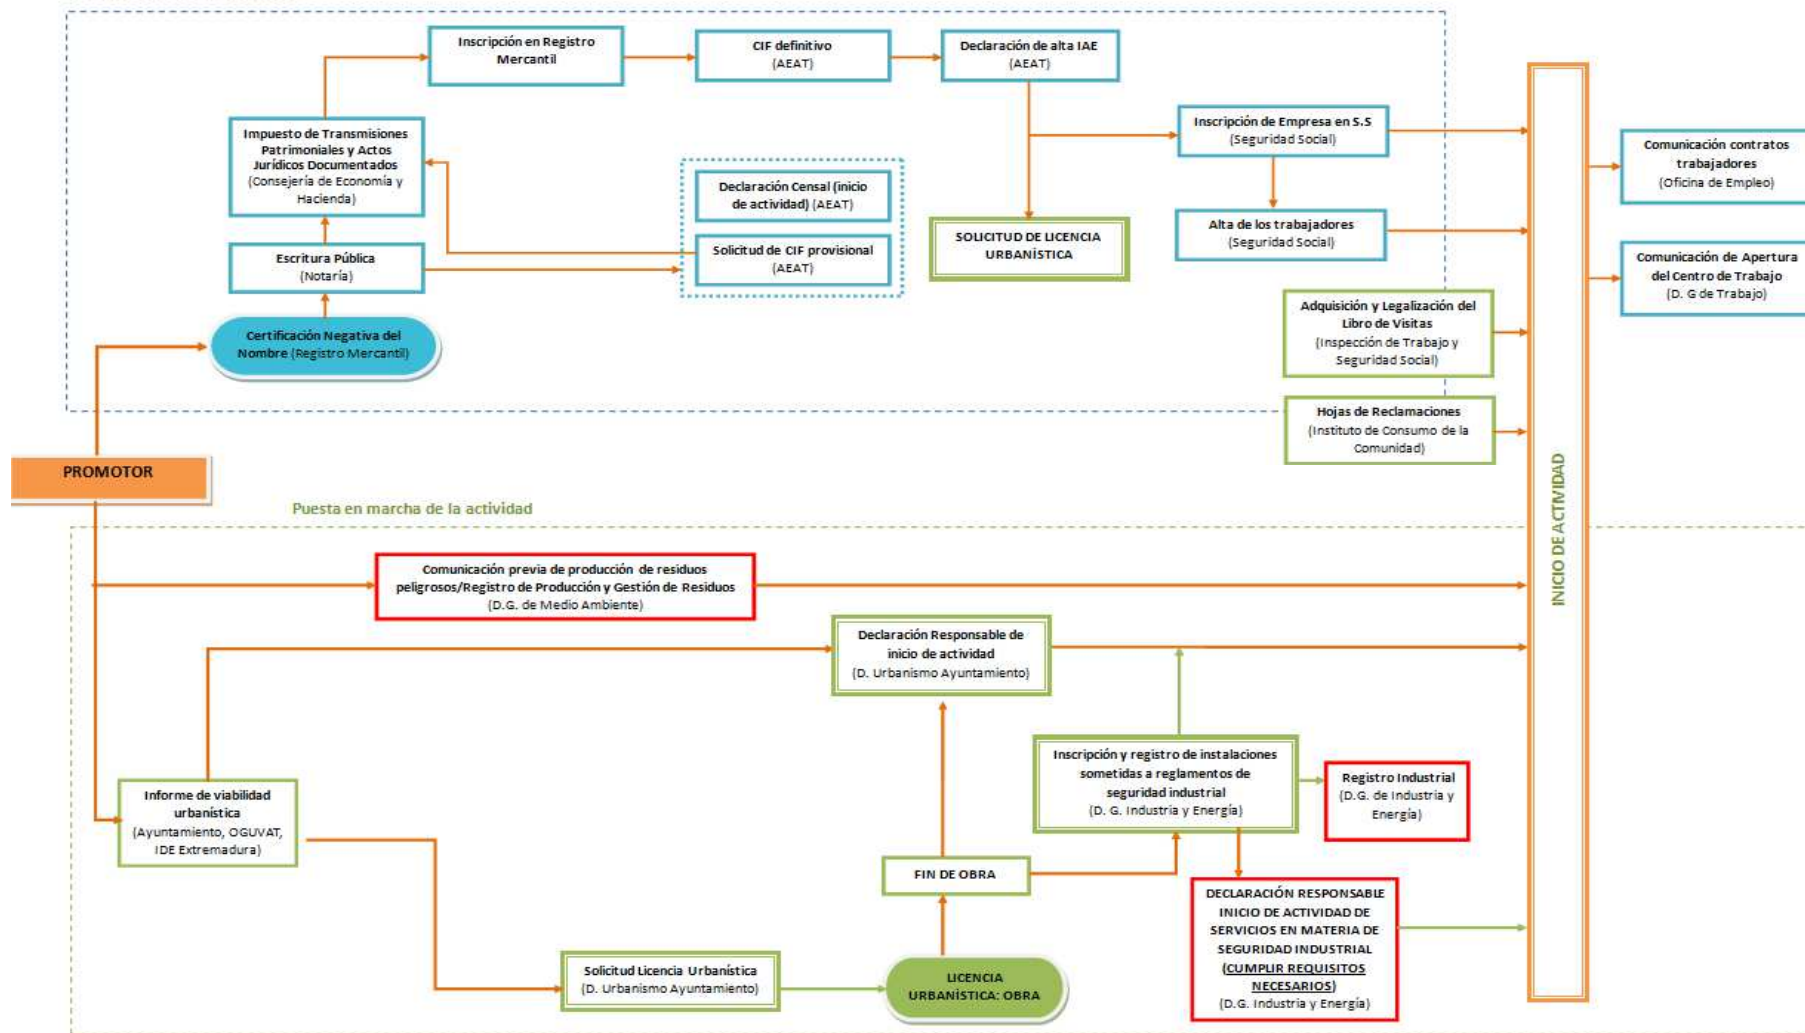 Inscripción en Registro
Mercantil
CIF definitivo
(AEAT)
Declaración de alta IAE
(AEAT)
Impuesto de Transmisiones
Patrimoniales y Actos
Jurídicos Documentados
(Consejería de Economía y
Hacienda)
Inscripción de Empresa en S.S
(Seguridad Social)
Comunicación contratos
trabajadores
(Oficina de Empleo)
Declaración Censal (inicio
de actividad) (AEAT)
Solicitud de CIF provisional
(AEAT)
SOLICITUD DE LICENCIA
URBANÍSTICA
Alta de los trabajadores
(Seguridad Social)
Escritura Pública
(Notaría)
Comunicación de Apertura
del Centro de Trabajo
(D. G de Trabajo)
Certificación Negativa del
Nombre (Registro Mercantil)
Adquisición y Legalización del
Libro de Visitas
(Inspección de Trabajo y
Seguridad Social)
Hojas de Reclamaciones
(Instituto de Consumo de la
Comunidad)
PROMOTOR
INICIO DE ACTIVIDAD
Puesta en marcha de la actividad
Comunicación previa de producción de residuos
peligrosos/Registro de Producción y Gestión de Residuos
(D.G. de Medio Ambiente)
Declaración Responsable de
inicio de actividad
(D. Urbanismo Ayuntamiento)
Inscripción y registro de instalaciones
sometidas a reglamentos de
seguridad industrial
(D. G. Industria y Energía)
Registro Industrial
(D.G. de Industria y
Energía)
Informe de viabilidad
urbanística
(Ayuntamiento, OGUVAT,
IDE Extremadura)
FIN DE OBRA
DECLARACIÓN RESPONSABLE
INICIO DE ACTIVIDAD DE
SERVICIOS EN MATERIA DE
SEGURIDAD INDUSTRIAL
(CUMPLIR REQUISITOS
NECESARIOS)
(D.G. Industria y Energía)
Solicitud Licencia Urbanística
(D. Urbanismo Ayuntamiento)
LICENCIA
URBANÍSTICA: OBRA